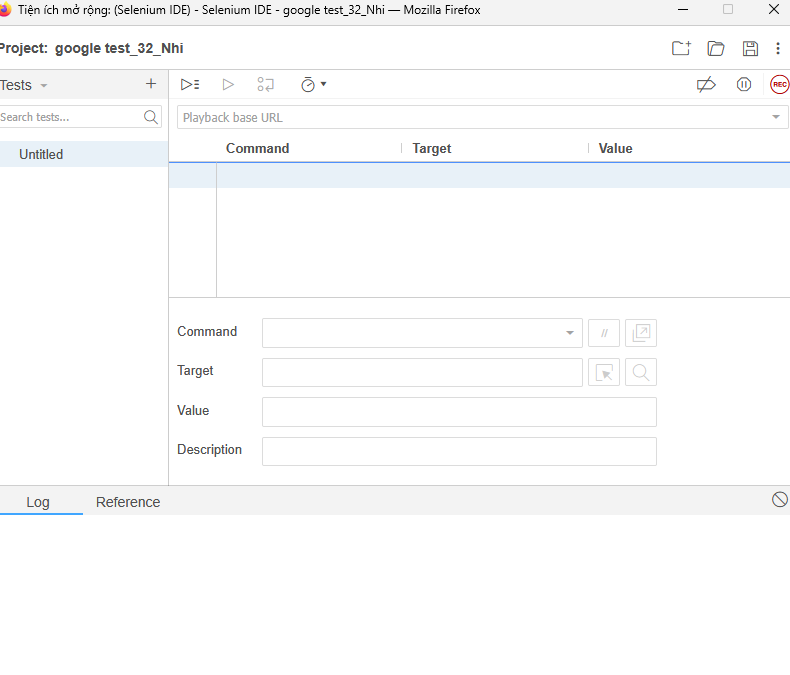 Tiện ích mở rộng: (Selenium IDE) - Selenium IDE - google test_32_Nhi — Mozilla Firefox
Project: google test_32_Nhi
Tests
REC
Search tests...
Playback base URL
Untitled
Command Target Value
Command
//
Target
Value
Description
Log Reference